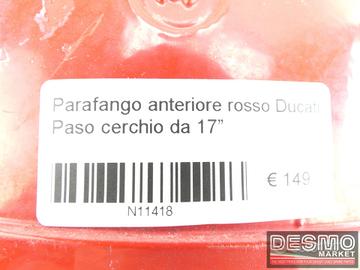 Parafango anteriore rosso Ducati
Paso cerchio da 17”
€ 149
N11418
DESMO
MARKET